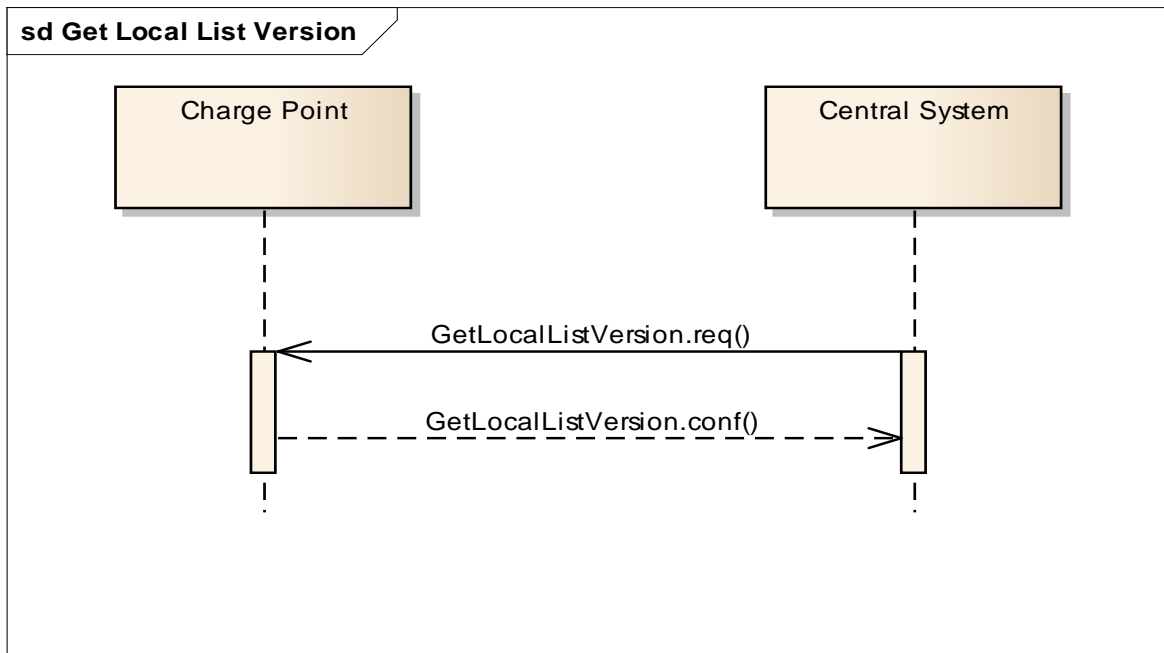 sd Get Local List Version
Charge Point
Central System
GetLocalListVersion.req()
GetLocalListVersion.conf()